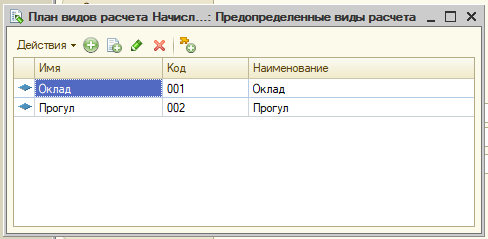 План видов расчета Начисл...: Предопределенные виды расчета
Действия
Имя Код Наименование
Оклад 001 Оклад
Прогул 002 Прогул